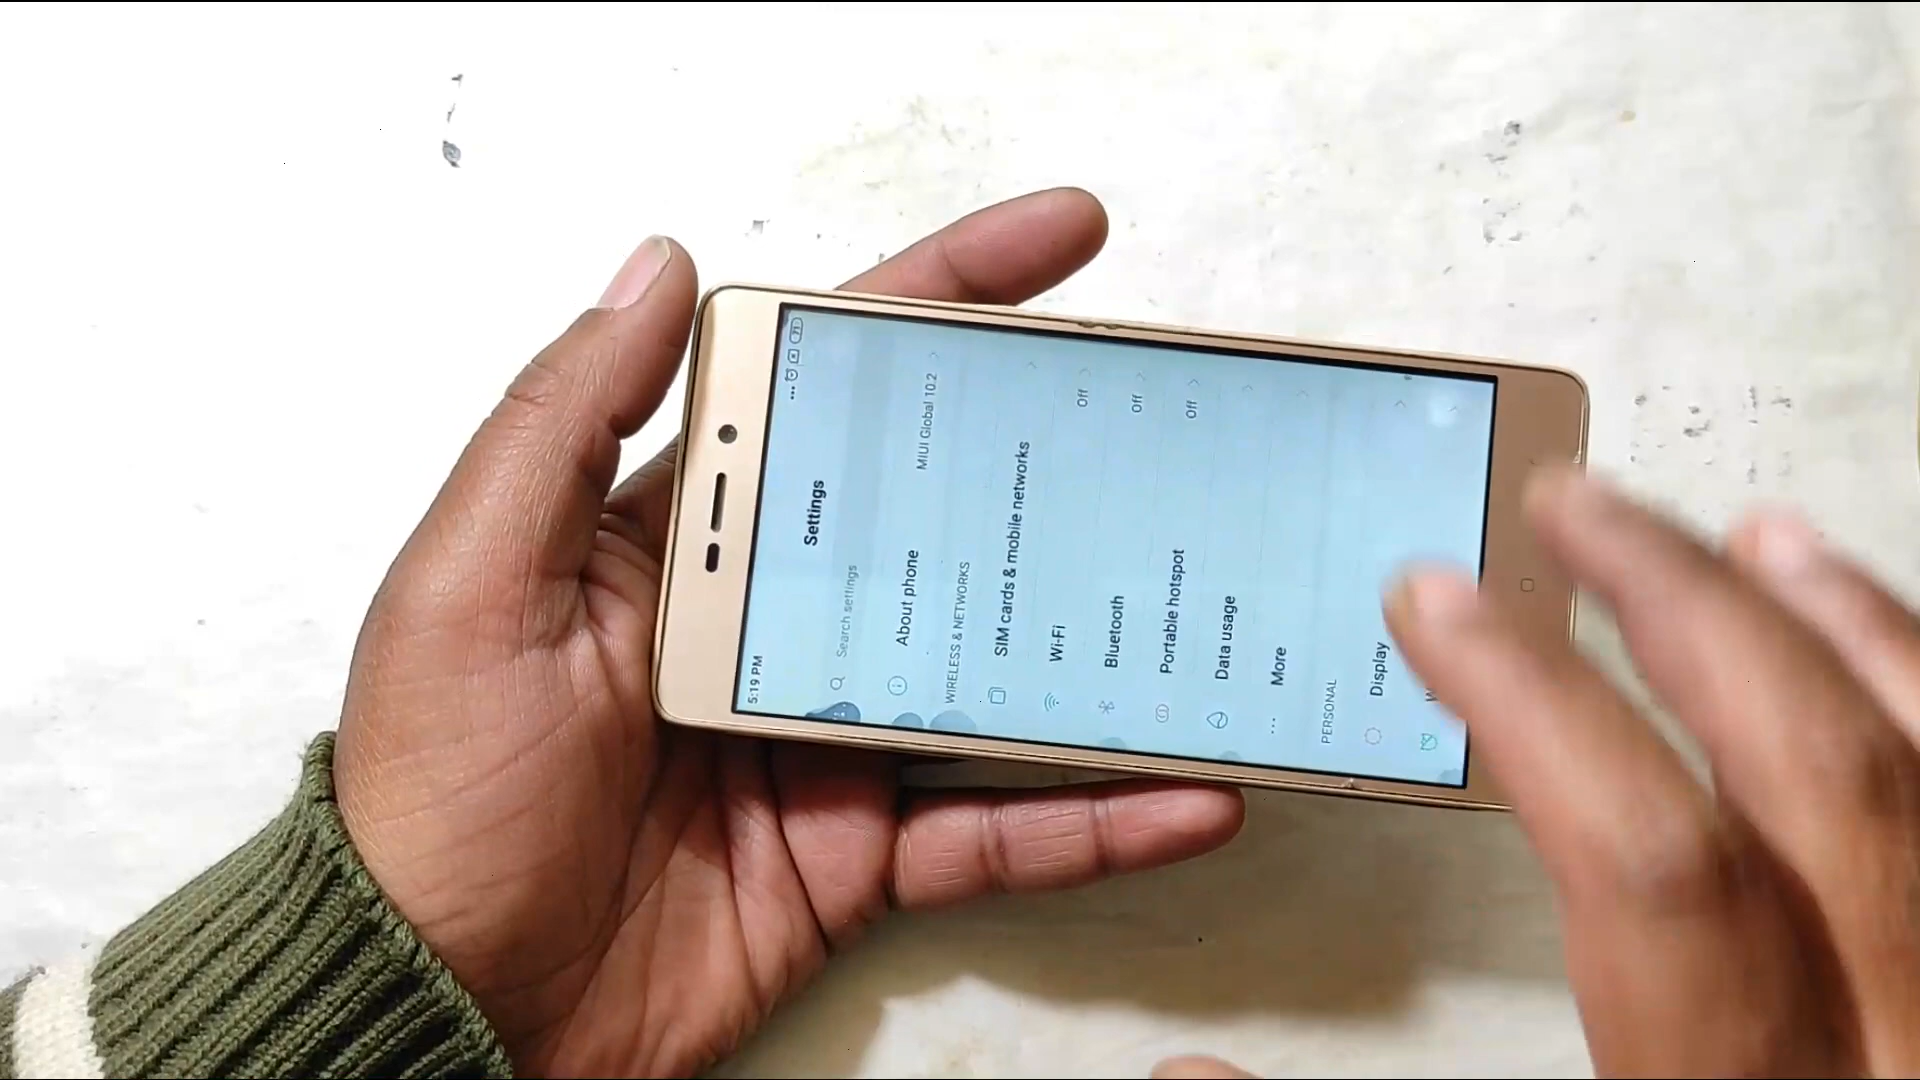 5:19 PM
71
Settings
Search settings
About phone MIUI Global 10.2
WIRELESS & NETWORKS
SIM cards & mobile networks
Wi-Fi Off
Bluetooth Off
Portable hotspot Off
Data usage
More
PERSONAL
Display